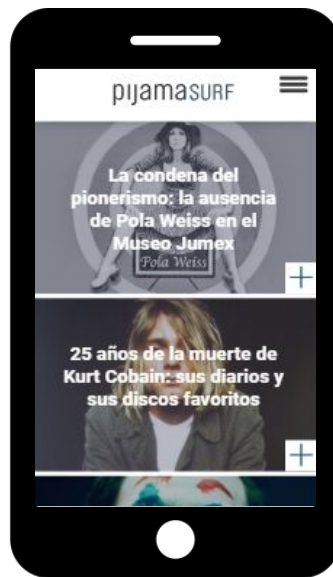 pıjamaSURF
La condena del
pionerismo: la ausencia
de Pola Weiss en el
Museo Jumex
Pola Weiss
25 años de la muerte de
Kurt Cobain: sus diarios y
sus discos favoritos